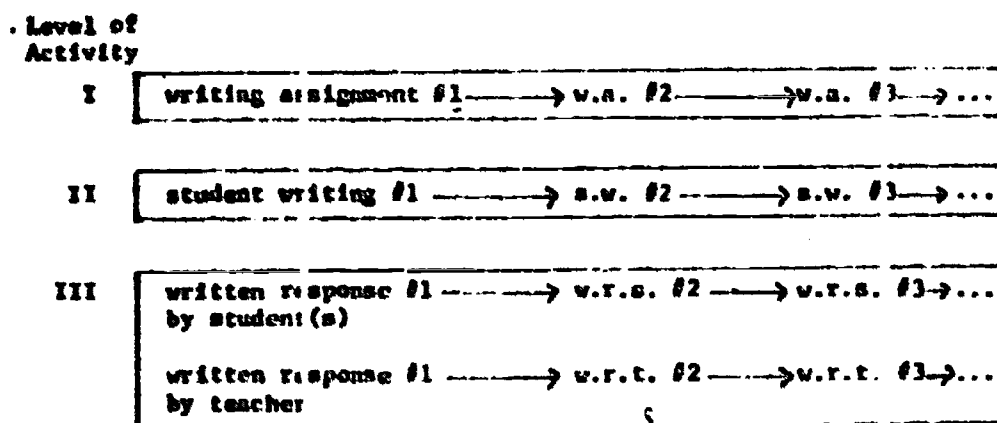 Level of
Activity
I writing assignment #1 → w.a. #2 → w.a. #3 → ...
II student writing #1 → s.w. #2 → s.w. #3 → ...
III written response #1 → w.r.s. #2 → w.r.s. #3 → ...
by student(s)
written response #1 → w.r.t. #2 → w.r.t. #3 → ...
by teacher